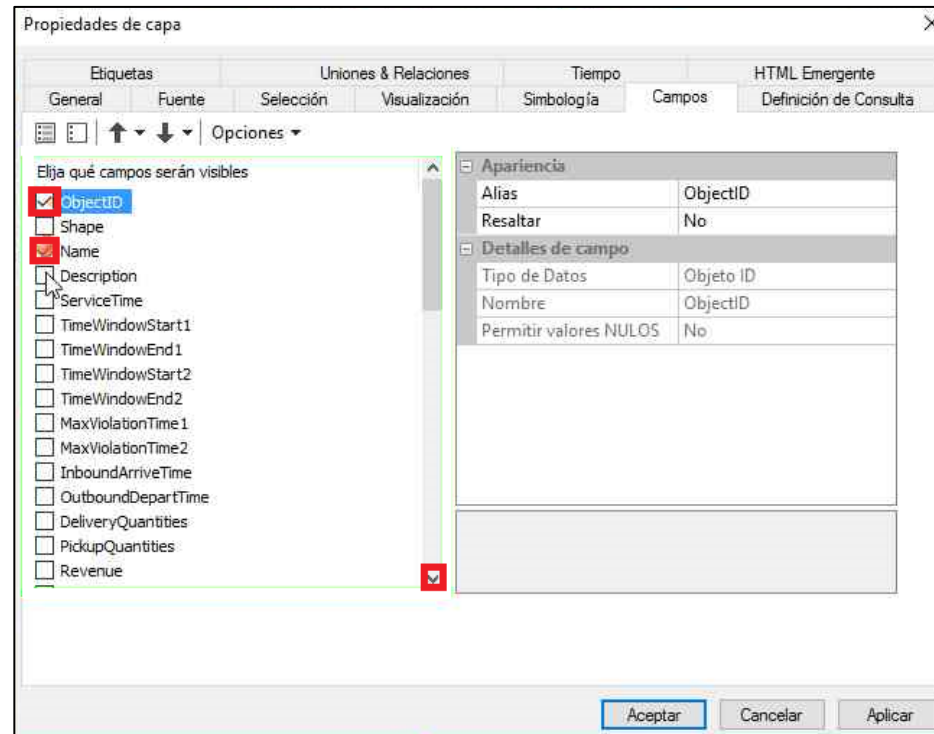 Propiedades de capa
Etiquetas Uniones & Relaciones Tiempo HTML Emergente
General Fuente Selección Visualización Simbología Campos Definición de Consulta
Opciones
Elija qué campos serán visibles
ObjectID
Shape
Name
Description
ServiceTime
TimeWindowStart1
TimeWindowEnd1
TimeWindowStart2
TimeWindowEnd2
MaxViolationTime1
MaxViolationTime2
InboundArriveTime
OutboundDepartTime
DeliveryQuantities
PickupQuantities
Revenue
Apariencia
Alias ObjectID
Resaltar No
Detalles de campo
Tipo de Datos Objeto ID
Nombre ObjectID
Permitir valores NULOS No
Aceptar Cancelar Aplicar